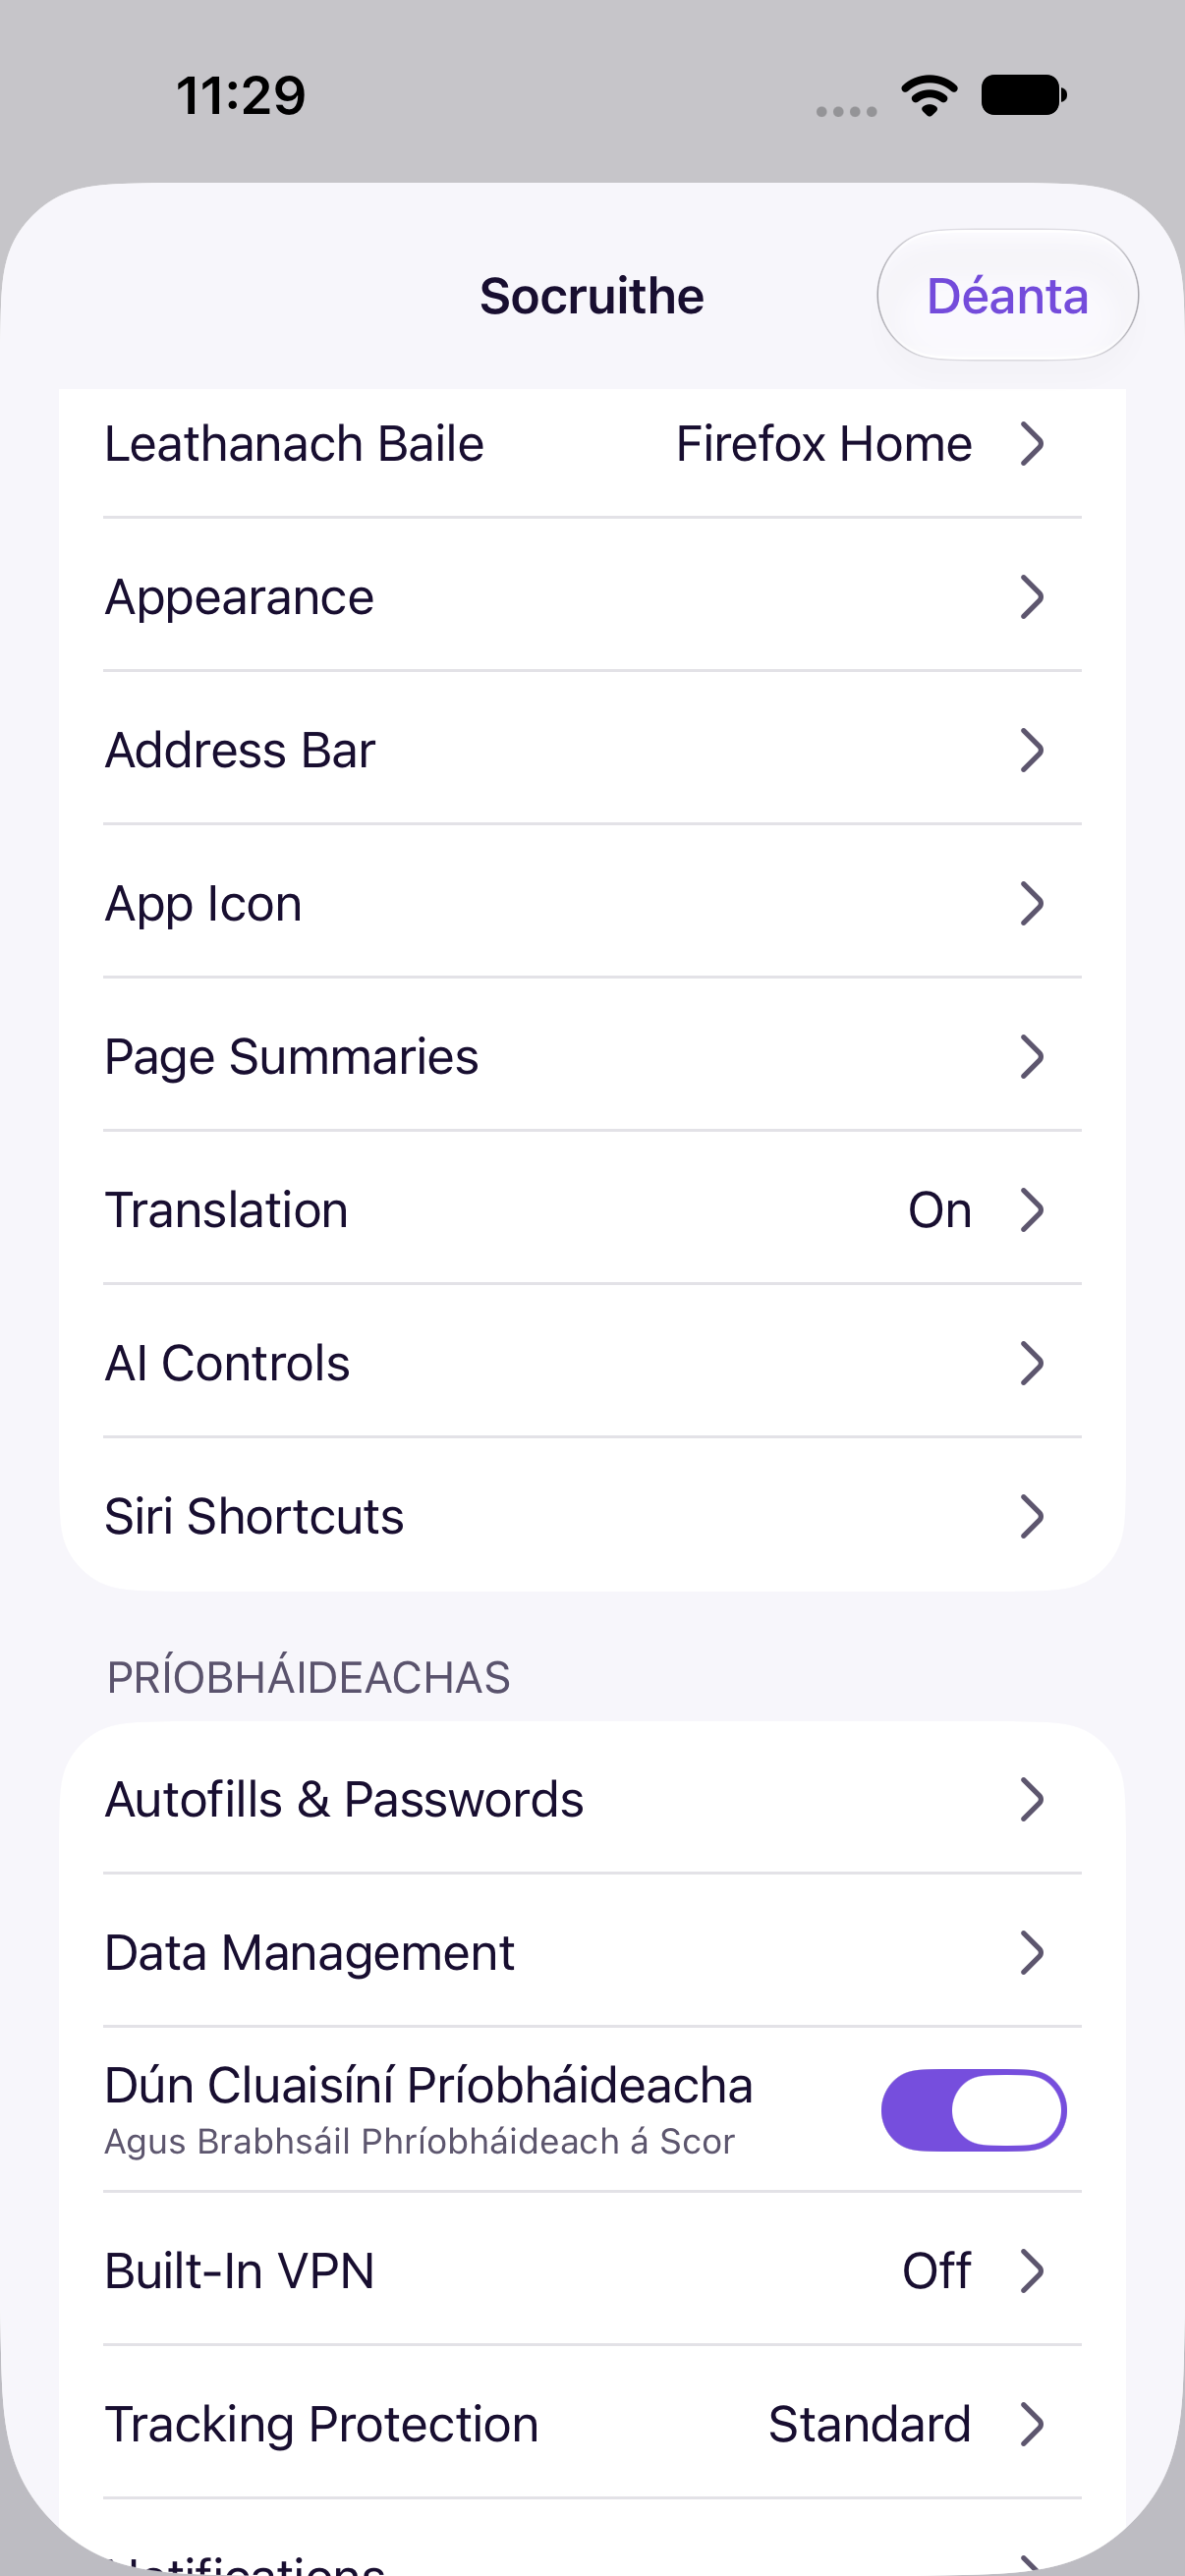 11:29
Socruithe
Déanta
Leathanach Baile Firefox Home
Appearance
Address Bar
App Icon
Page Summaries
Translation On
AI Controls
Siri Shortcuts
PRÍOBHÁIDEACHAS
Autofills & Passwords
Data Management
Dún Cluaisíní Príobháideacha
Agus Brabhsáil Phríobháideach á Scor
Built-In VPN Off
Tracking Protection Standard
Notifications